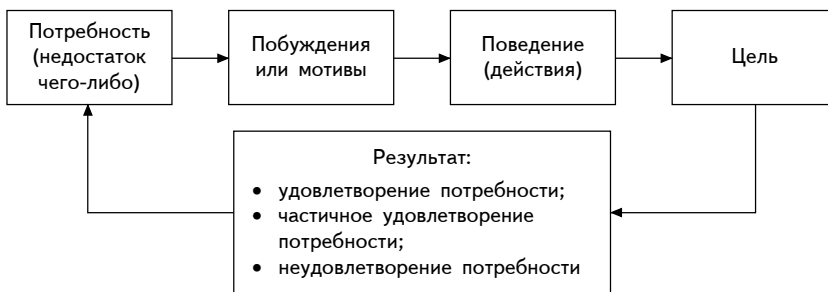 Потребность
(недостаток
чего-либо)
Побуждения
или мотивы
Поведение
(действия)
Цель
Результат:
• удовлетворение потребности;
• частичное удовлетворение
потребности;
• неудовлетворение потребности